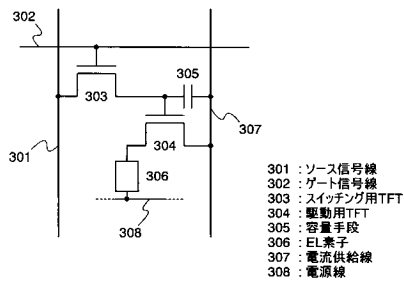 302
303
305
304
307
301
306
308
301：ソース信号線
302：ゲート信号線
303：スイッチング用TFT
304：駆動用TFT
305：容量手段
306：EL素子
307：電流供給線
308：電源線